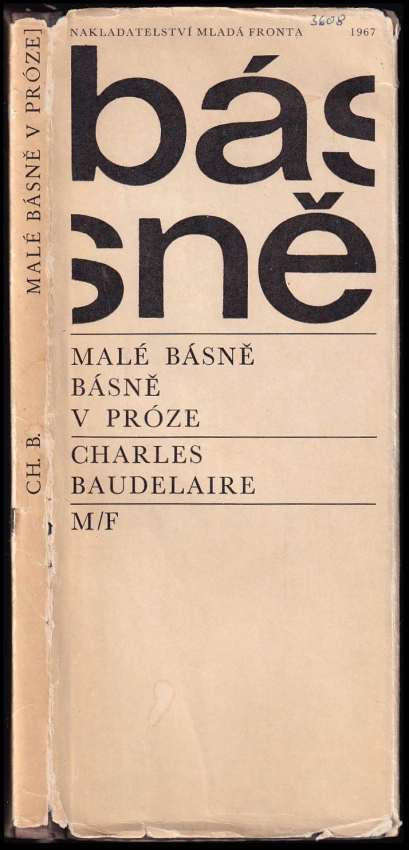 MALÉ BÁSNĚ V PRÓZE]
CH. B.
3608
NAKLADATELSTVÍ MLADÁ FRONTA 1967
bás
sně
MALÉ BÁSNĚ
BÁSNĚ
V PRÓZE
CHARLES
BAUDELAIRE
M/F